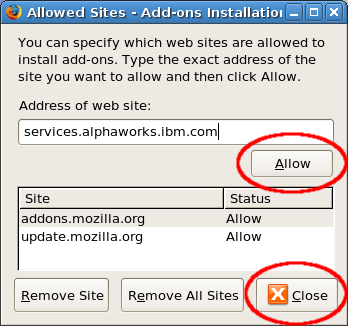 Allowed Sites - Add-ons Installation
You can specify which web sites are allowed to
install add-ons. Type the exact address of the
site you want to allow and then click Allow.
Address of web site:
services.alphaworks.ibm.com
Allow
Site Status
addons.mozilla.org Allow
update.mozilla.org Allow
Remove Site Remove All Sites Close